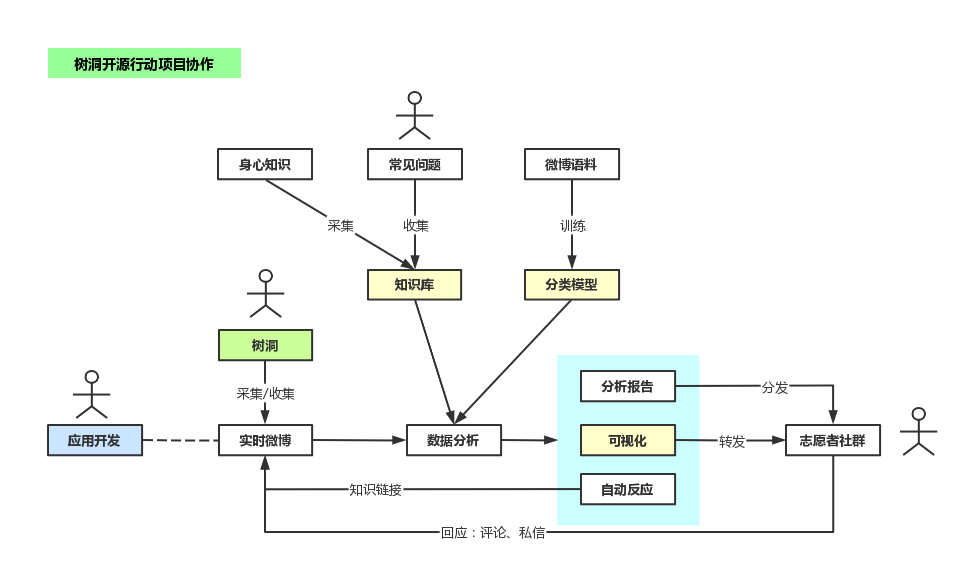 树洞开源行动项目协作
身心知识
常见问题
微博语料
采集
收集
训练
知识库
分类模型
树洞
采集/收集
分析报告
分发
应用开发
实时微博
数据分析
可视化
转发
志愿者社群
知识链接
自动反应
回应：评论、私信